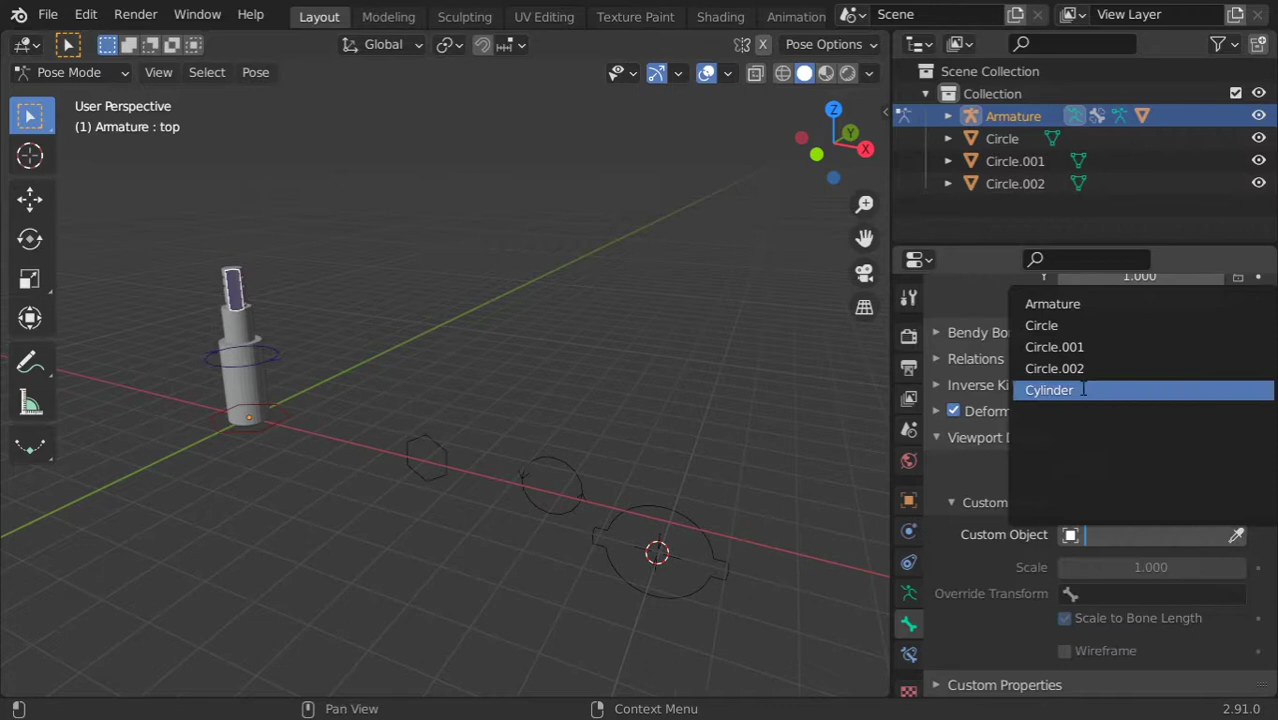 File Edit Render Window Help Layout Modeling Sculpting UV Editing Texture Paint Shading Animation Scene View Layer
Global X Pose Options
Pose Mode View Select Pose
User Perspective
(1) Armature : top
Z
Y
X
Scene Collection
Collection
Armature
Circle
Circle.001
Circle.002
Y 1.000
Armature
Circle
Circle.001
Circle.002
Cylinder
Bendy Bo
Relations
Inverse Ki
Deform
Viewport D
Custom
Custom Object
Scale 1.000
Override Transform
Scale to Bone Length
Wireframe
Custom Properties
Pan View Context Menu 2.91.0